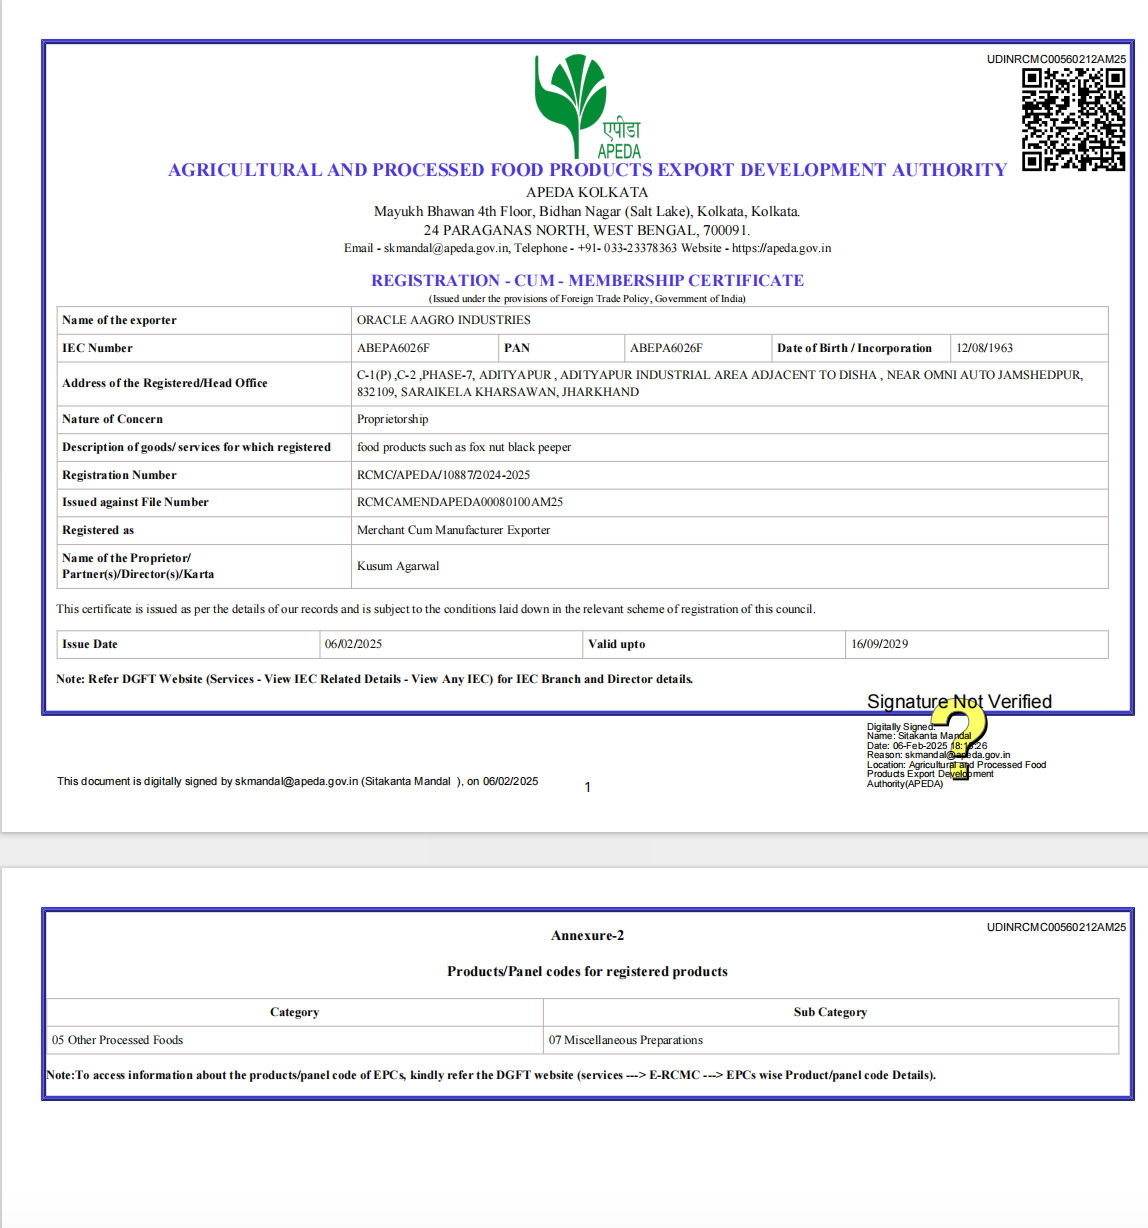 UDINRCMC00560212AM25
एपीडा
APEDA
AGRICULTURAL AND PROCESSED FOOD PRODUCTS EXPORT DEVELOPMENT AUTHORITY
APEDA KOLKATA
Mayukh Bhawan 4th Floor, Bidhan Nagar (Salt Lake), Kolkata, Kolkata.
24 PARAGANAS NORTH, WEST BENGAL, 700091.
Email - skmandal@apeda.gov.in, Telephone - +91- 033-23378363 Website - https://apeda.gov.in
REGISTRATION - CUM - MEMBERSHIP CERTIFICATE
(Issued under the provisions of Foreign Trade Policy, Government of India)
Name of the exporter ORACLE AAGRO INDUSTRIES
IEC Number ABEPA6026F PAN ABEPA6026F Date of Birth / Incorporation 12/08/1963
Address of the Registered/Head Office C-1(P) ,C-2 ,PHASE-7, ADITYAPUR , ADITYAPUR INDUSTRIAL AREA ADJACENT TO DISHA , NEAR OMNI AUTO JAMSHEDPUR,
832109, SARAIKELA KHARSAWAN, JHARKHAND
Nature of Concern Proprietorship
Description of goods/ services for which registered food products such as fox nut black peeper
Registration Number RCMC/APEDA/10887/2024-2025
Issued against File Number RCMCAMENDAPEDA00080100AM25
Registered as Merchant Cum Manufacturer Exporter
Name of the Proprietor/
Partner(s)/Director(s)/Karta Kusum Agarwal
This certificate is issued as per the details of our records and is subject to the conditions laid down in the relevant scheme of registration of this council.
Issue Date 06/02/2025 Valid upto 16/09/2029
Note: Refer DGFT Website (Services - View IEC Related Details - View Any IEC) for IEC Branch and Director details.
Signature Not Verified
Digitally Signed.
Name: Sitakanta Mandal
Date: 06-Feb-2025
Reason: skmandal@apeda.gov.in
Location: Agricultural and Processed Food
Products Export Development
Authority(APEDA)
This document is digitally signed by skmandal@apeda.gov.in (Sitakanta Mandal ), on 06/02/2025
1
UDINRCMC00560212AM25
Annexure-2
Products/Panel codes for registered products
Category Sub Category
05 Other Processed Foods 07 Miscellaneous Preparations
Note:To access information about the products/panel code of EPCs, kindly refer the DGFT website (services ---> E-RCMC ---> EPCs wise Product/panel code Details).